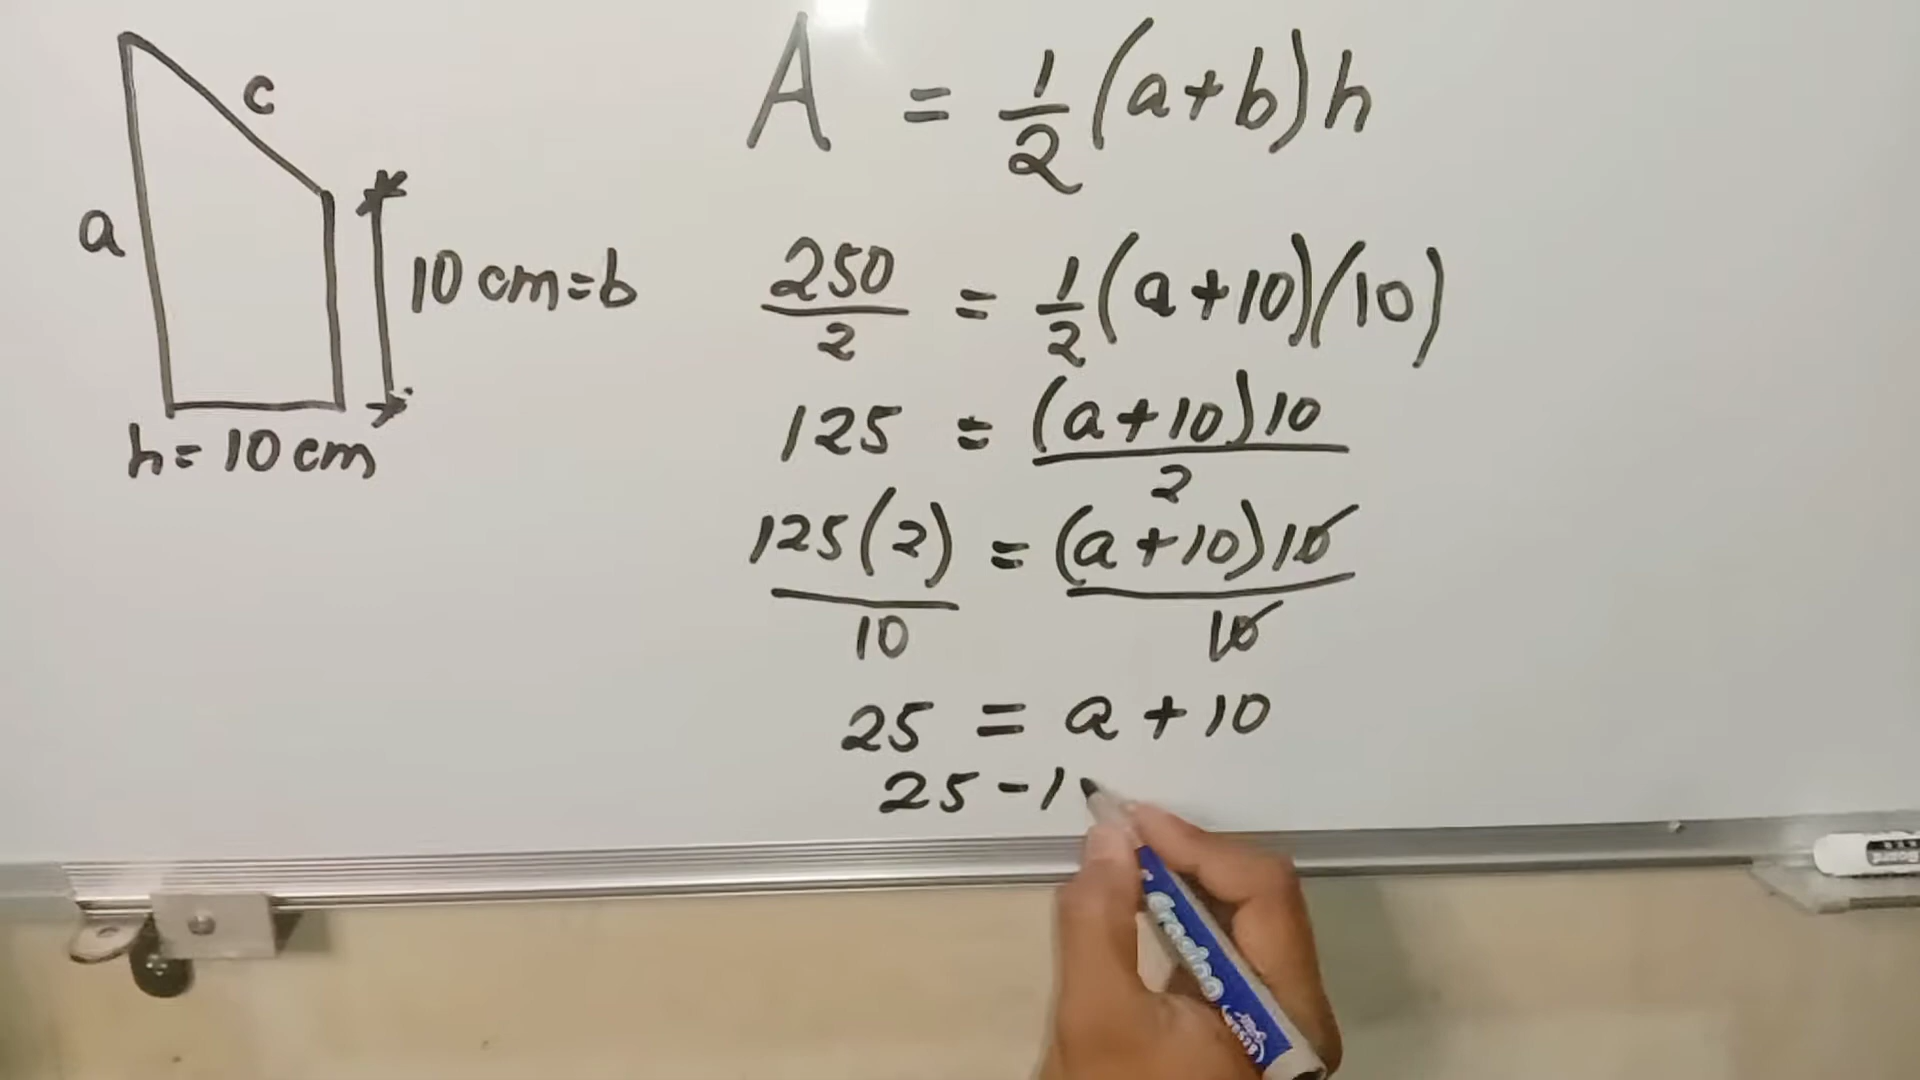 c
a
10 cm = b
h = 10 cm
A = 1/2 (a + b) h
250/2 = 1/2 (a + 10)(10)
125 = (a + 10)10 / 2
125(2) / 10 = (a + 10)10 / 10
25 = a + 10
25 - 1
Board